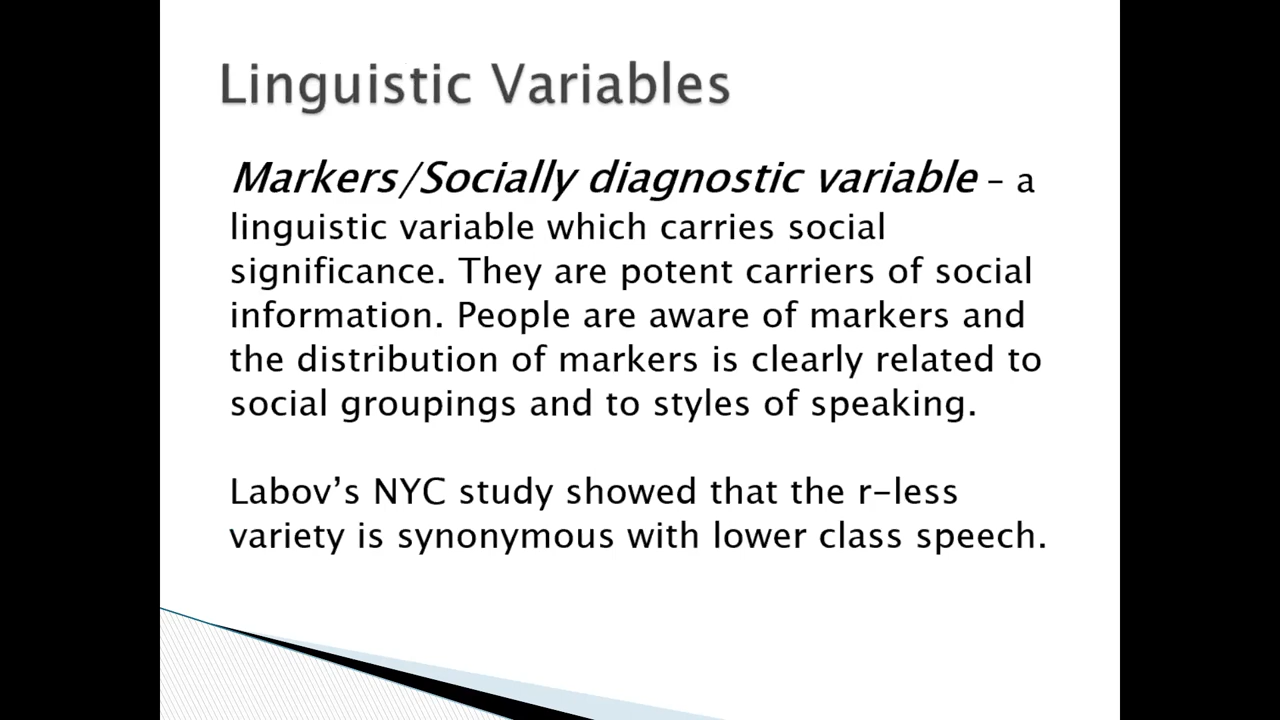 Linguistic Variables
Markers/Socially diagnostic variable – a
linguistic variable which carries social
significance. They are potent carriers of social
information. People are aware of markers and
the distribution of markers is clearly related to
social groupings and to styles of speaking.
Labov’s NYC study showed that the r-less
variety is synonymous with lower class speech.